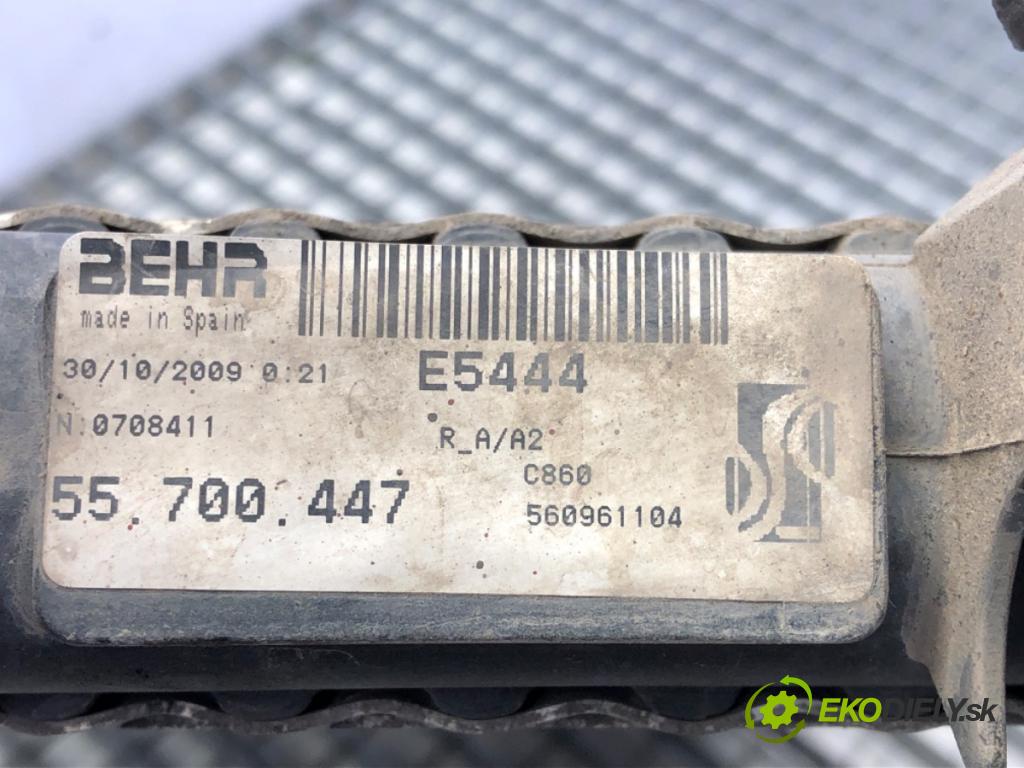 BEHR
made in Spain
30/10/2009 0:21 E5444
N:0708411 R_A/A2
C860
55.700.447 560961104
EKODIELY.sk